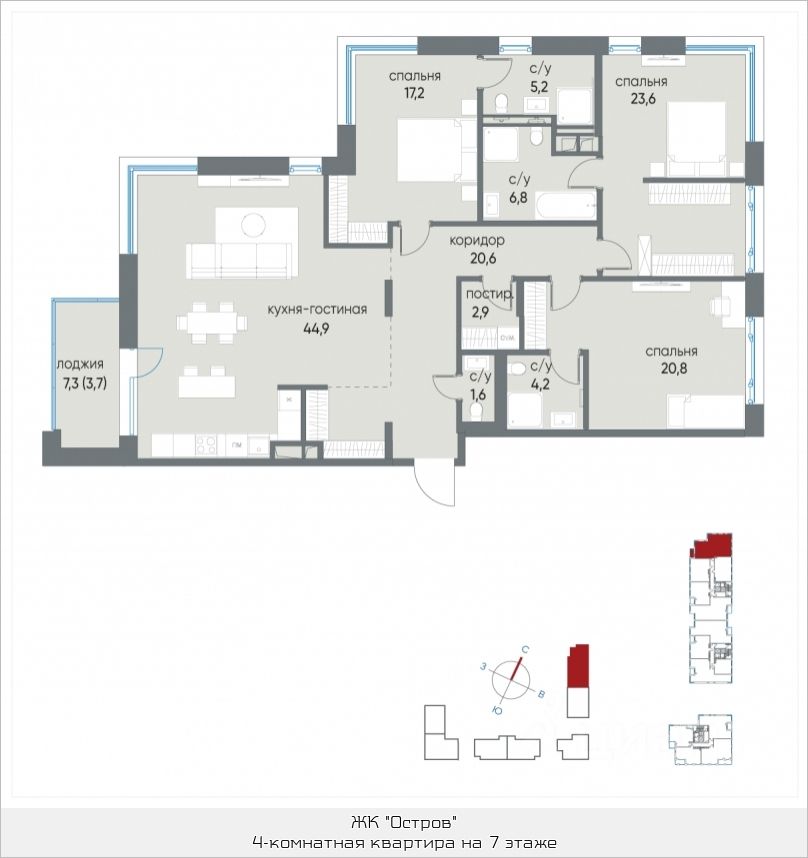 спальня
17,2
с/у
5,2
спальня
23,6
с/у
6,8
коридор
20,6
кухня-гостиная
44,9
постир.
2,9
лоджия
7,3 (3,7)
с/у
1,6
с/у
4,2
спальня
20,8
ПМ
С
З
В
Ю
ЖК "Остров"
4-комнатная квартира на 7 этаже